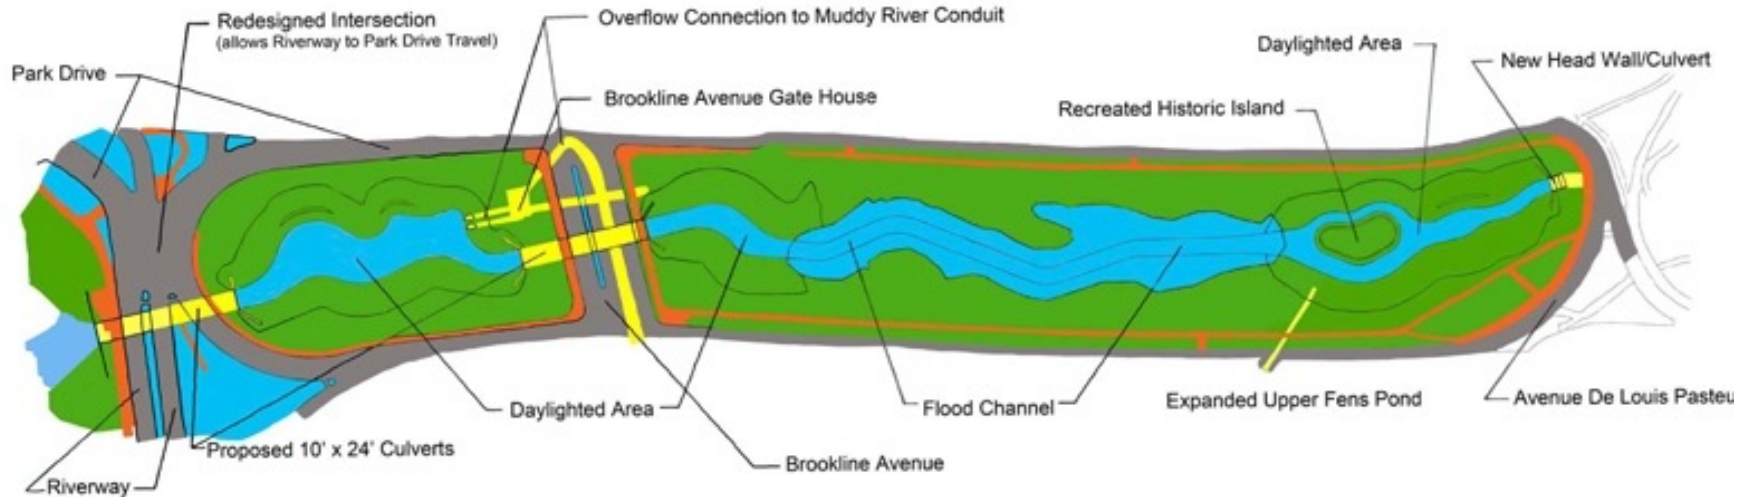 Redesigned Intersection
(allows Riverway to Park Drive Travel)
Overflow Connection to Muddy River Conduit
Daylighted Area
New Head Wall/Culvert
Park Drive
Brookline Avenue Gate House
Recreated Historic Island
Daylighted Area
Flood Channel
Expanded Upper Fens Pond
Avenue De Louis Pasteu
Proposed 10' x 24' Culverts
Brookline Avenue
Riverway